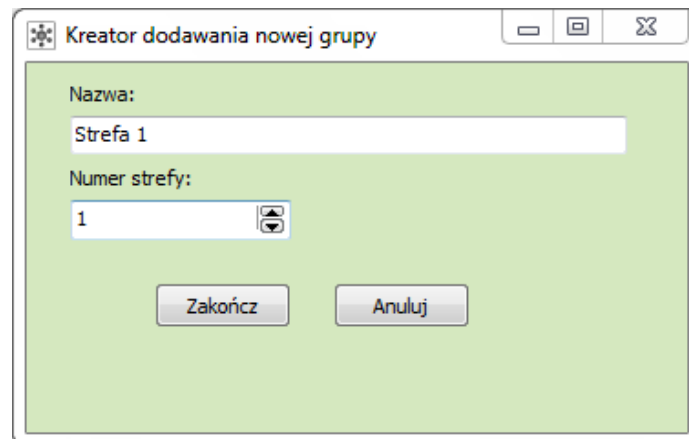 Kreator dodawania nowej grupy
Nazwa:
Strefa 1
Numer strefy:
1
Zakończ Anuluj